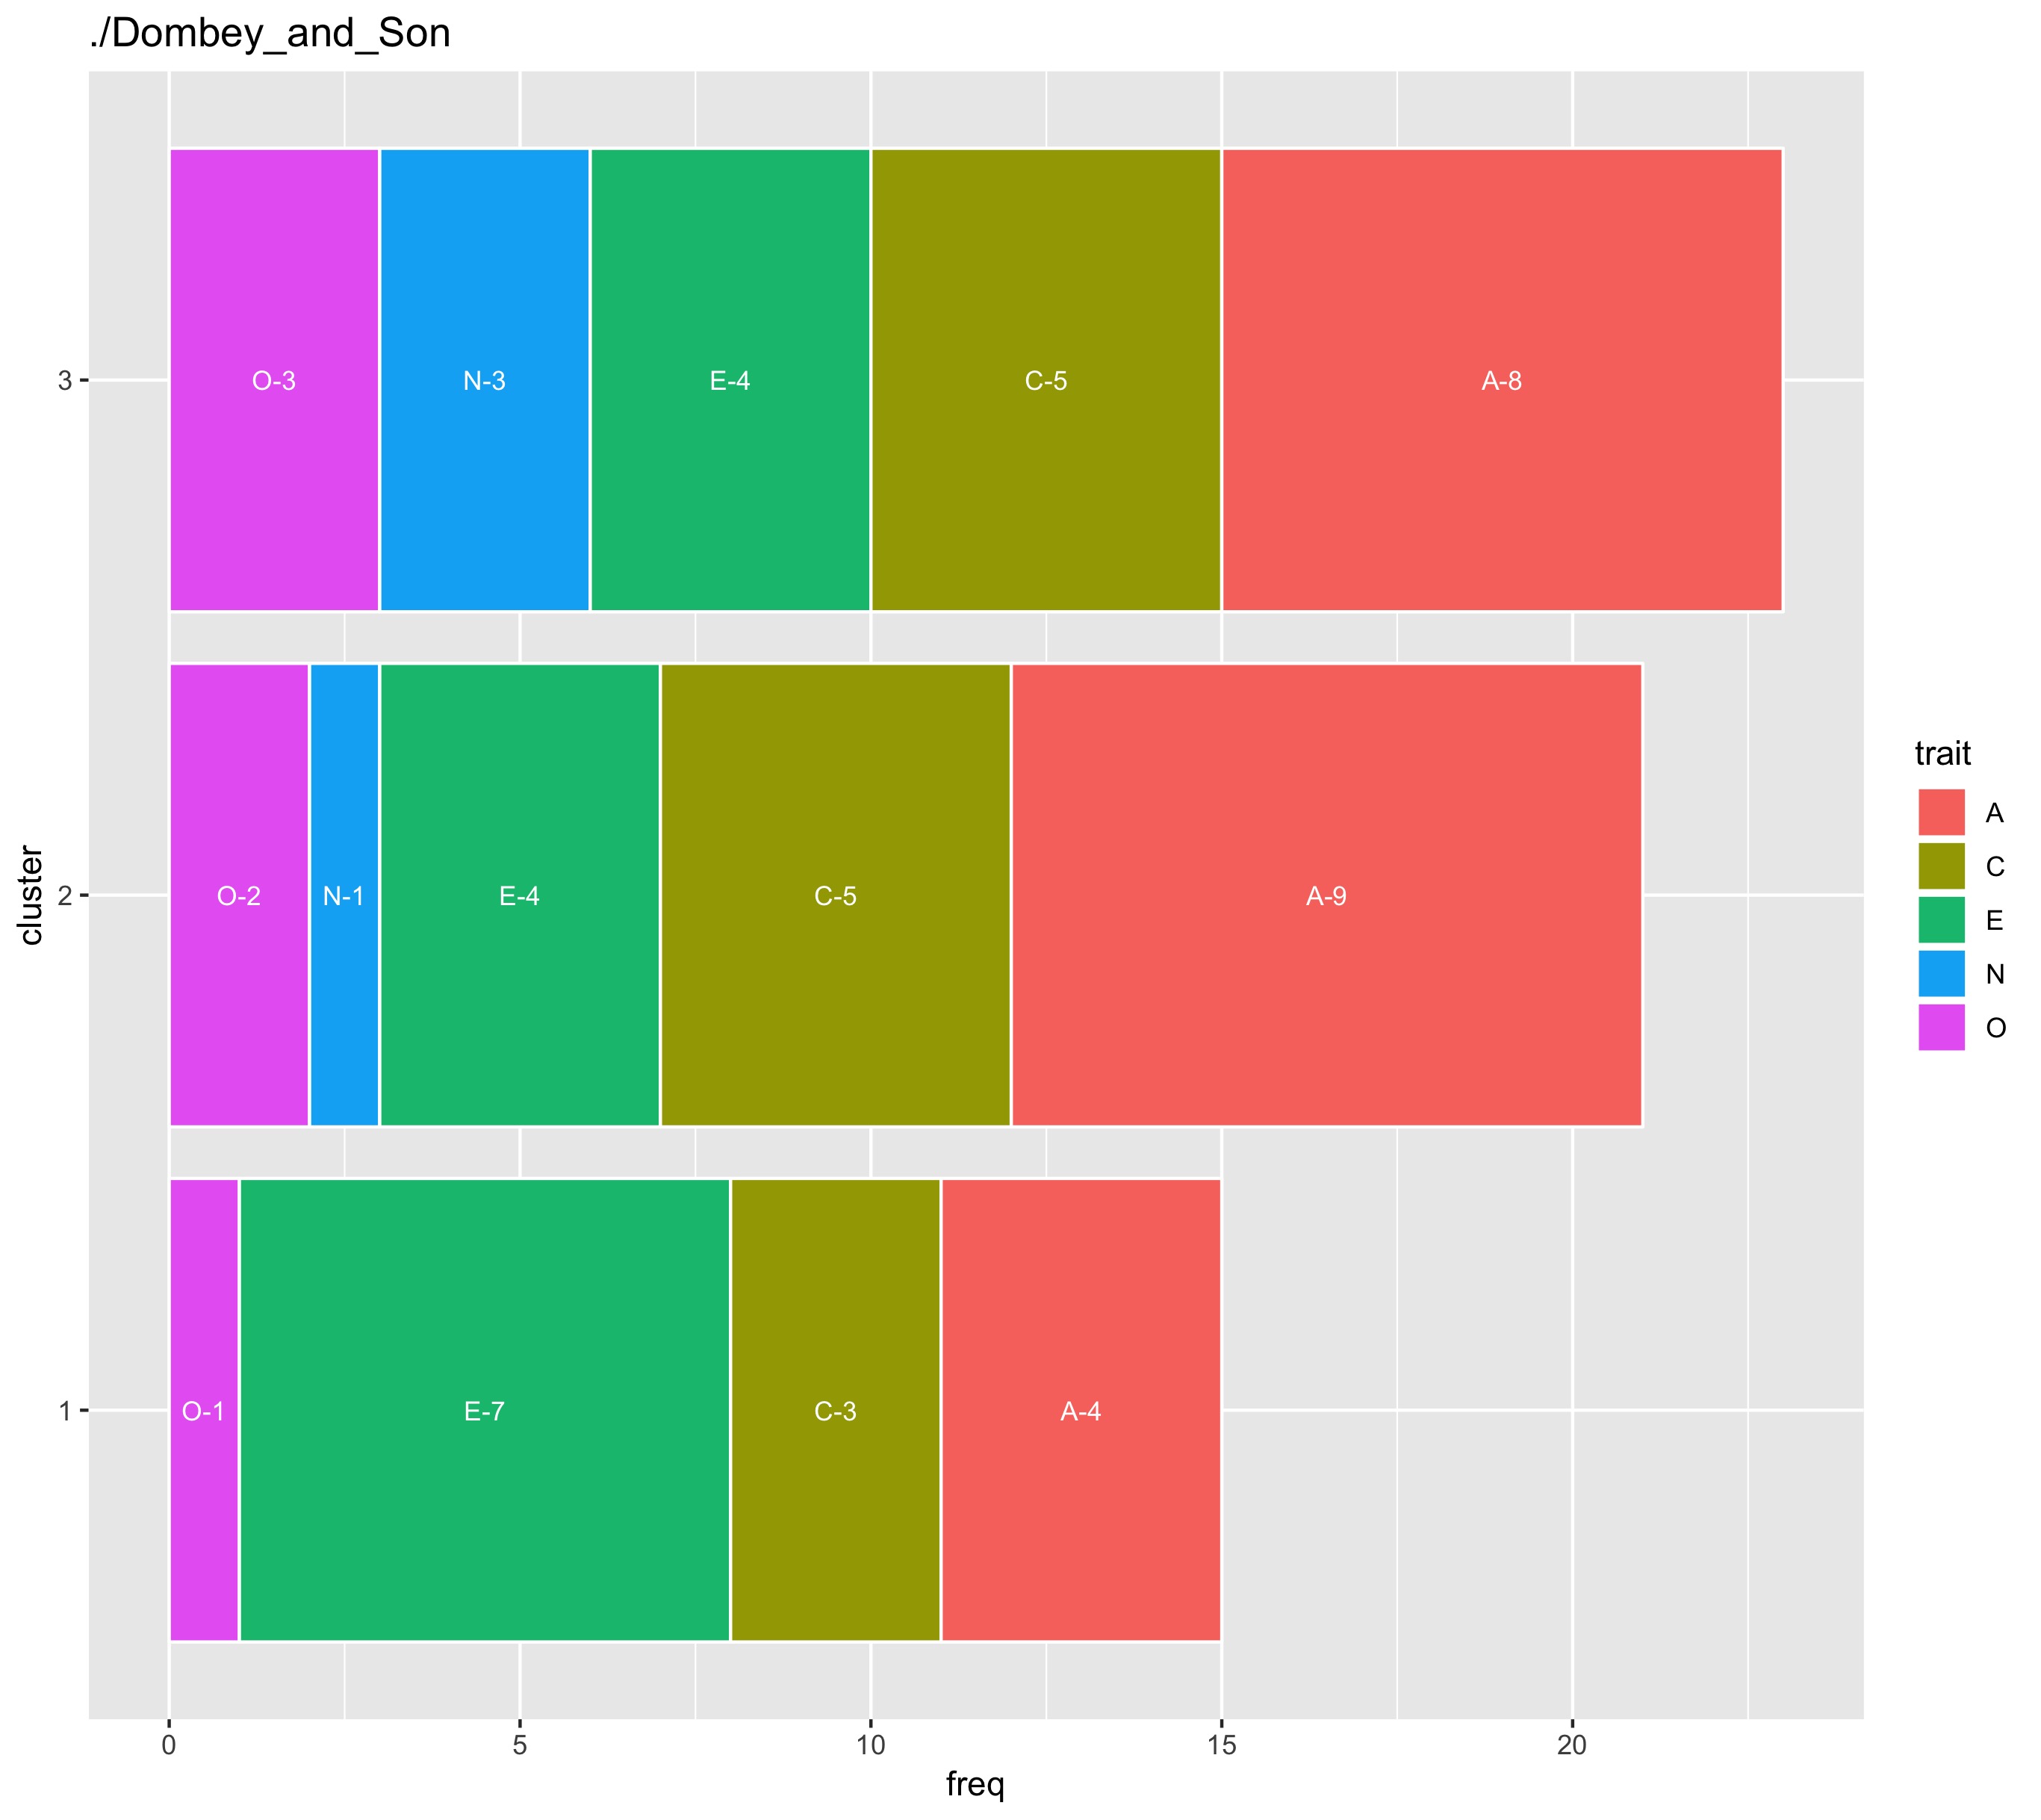 ./Dombey_and_Son
3
O-3 N-3 E-4 C-5 A-8
2
O-2 N-1 E-4 C-5 A-9
1
O-1 E-7 C-3 A-4
cluster
0 5 10 15 20
freq
trait
A
C
E
N
O